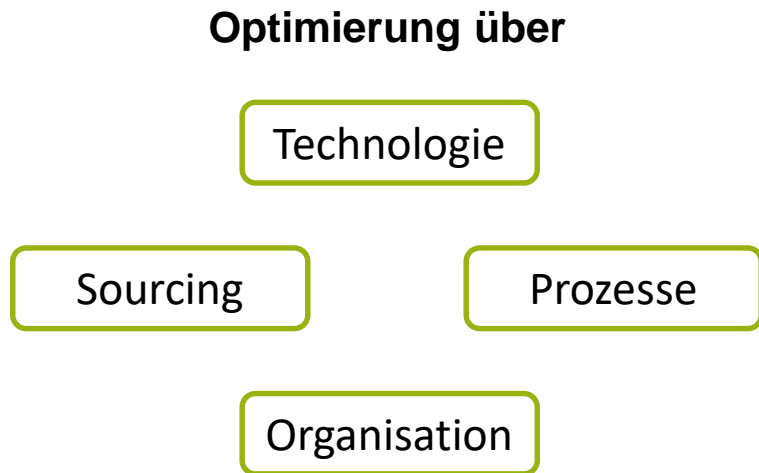 Optimierung über
Technologie
Sourcing
Prozesse
Organisation